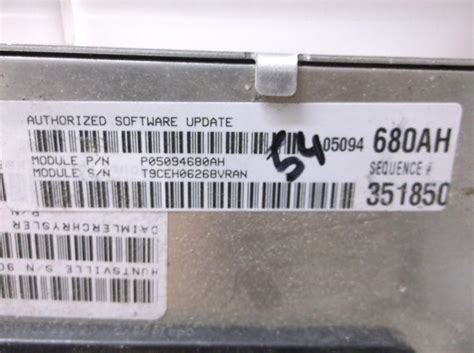 AUTHORIZED SOFTWARE UPDATE
05094 680AH
MODULE P/N P05094680AH
MODULE S/N T9CEH06268VRAN
SEQUENCE #
351850
54
P/N
DAIMLERCHRYSLER
HUNTSVILLE S/N